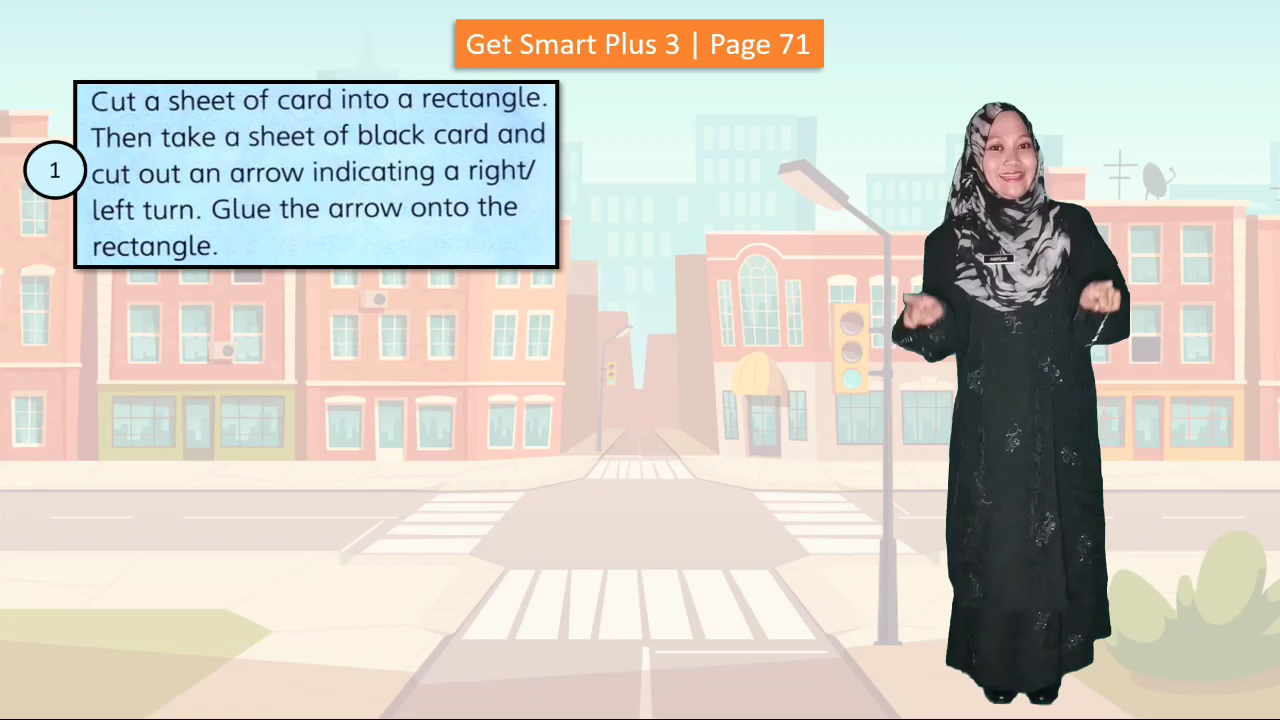 Get Smart Plus 3 | Page 71
Cut a sheet of card into a rectangle.
Then take a sheet of black card and
cut out an arrow indicating a right/
left turn. Glue the arrow onto the
rectangle.
1